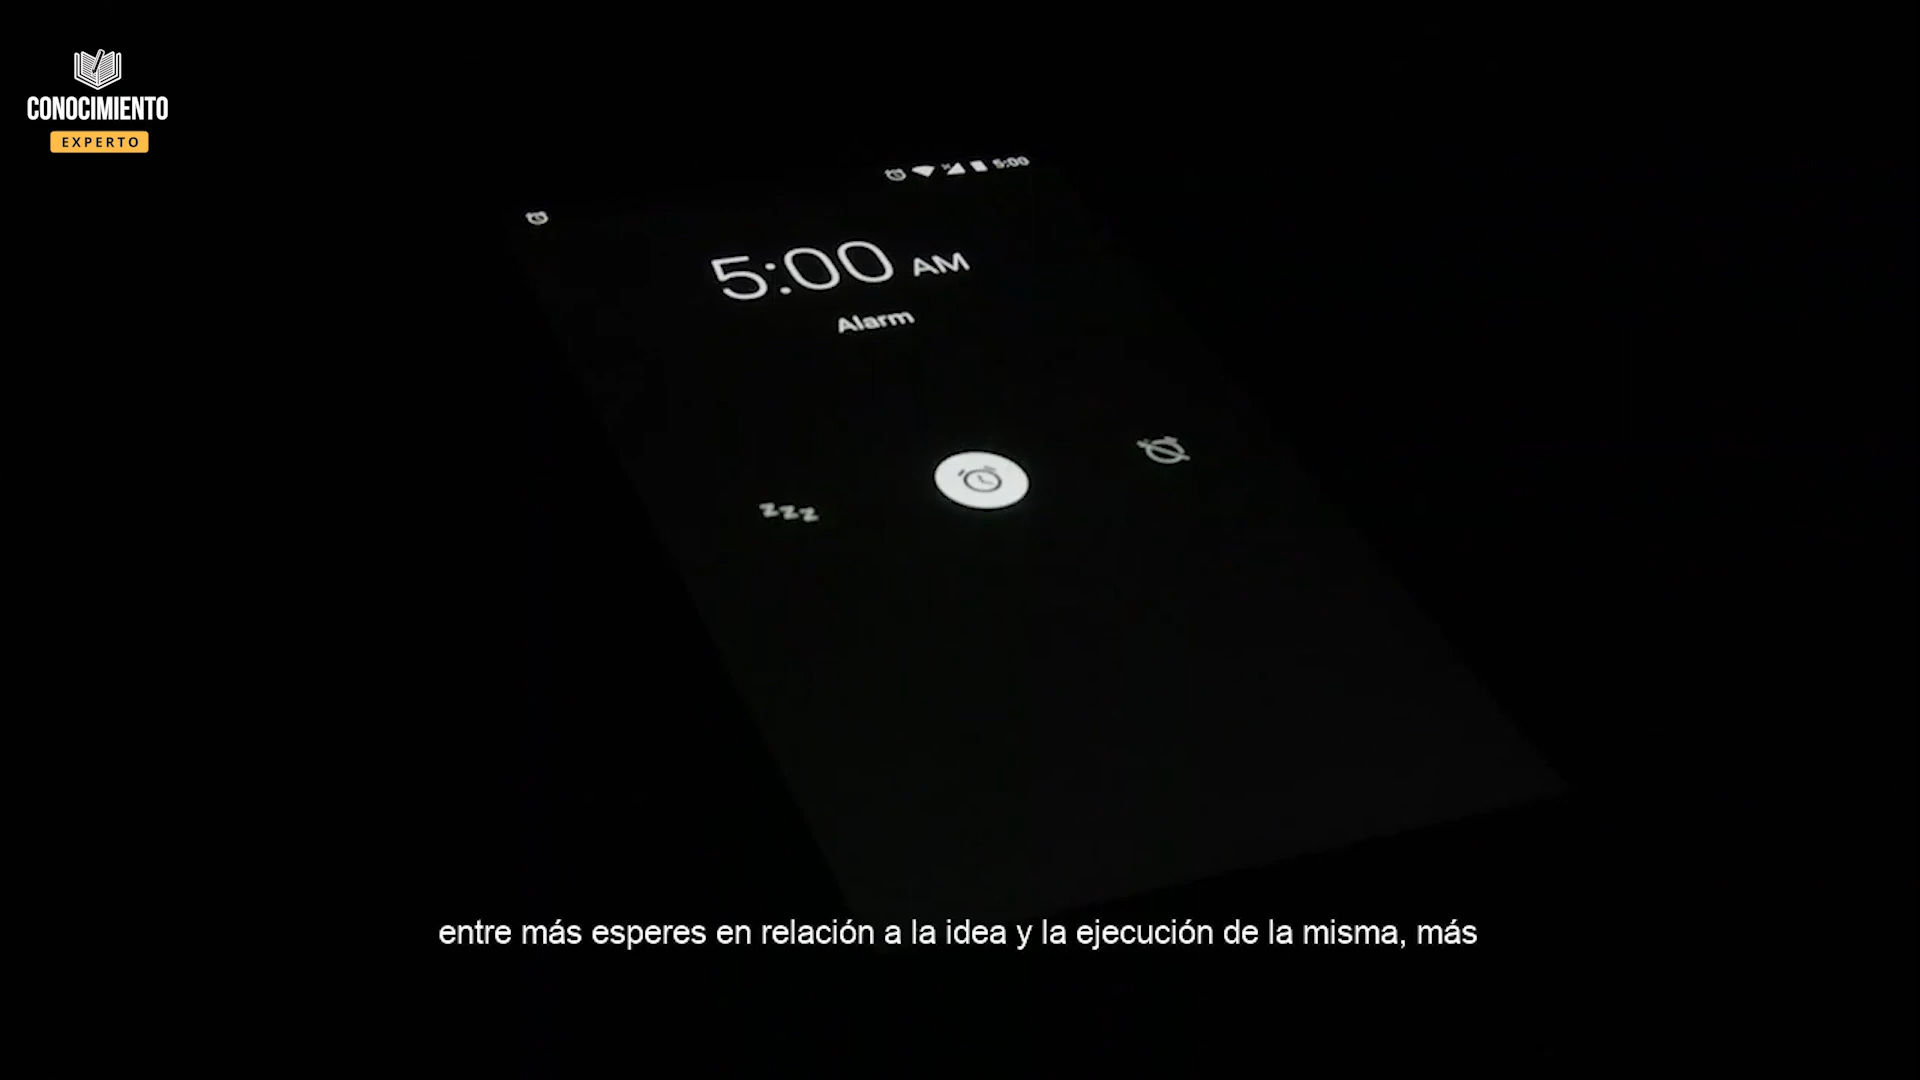 CONOCIMIENTO
EXPERTO
5:00
5:00 AM
Alarm
zzz
entre más esperes en relación a la idea y la ejecución de la misma, más